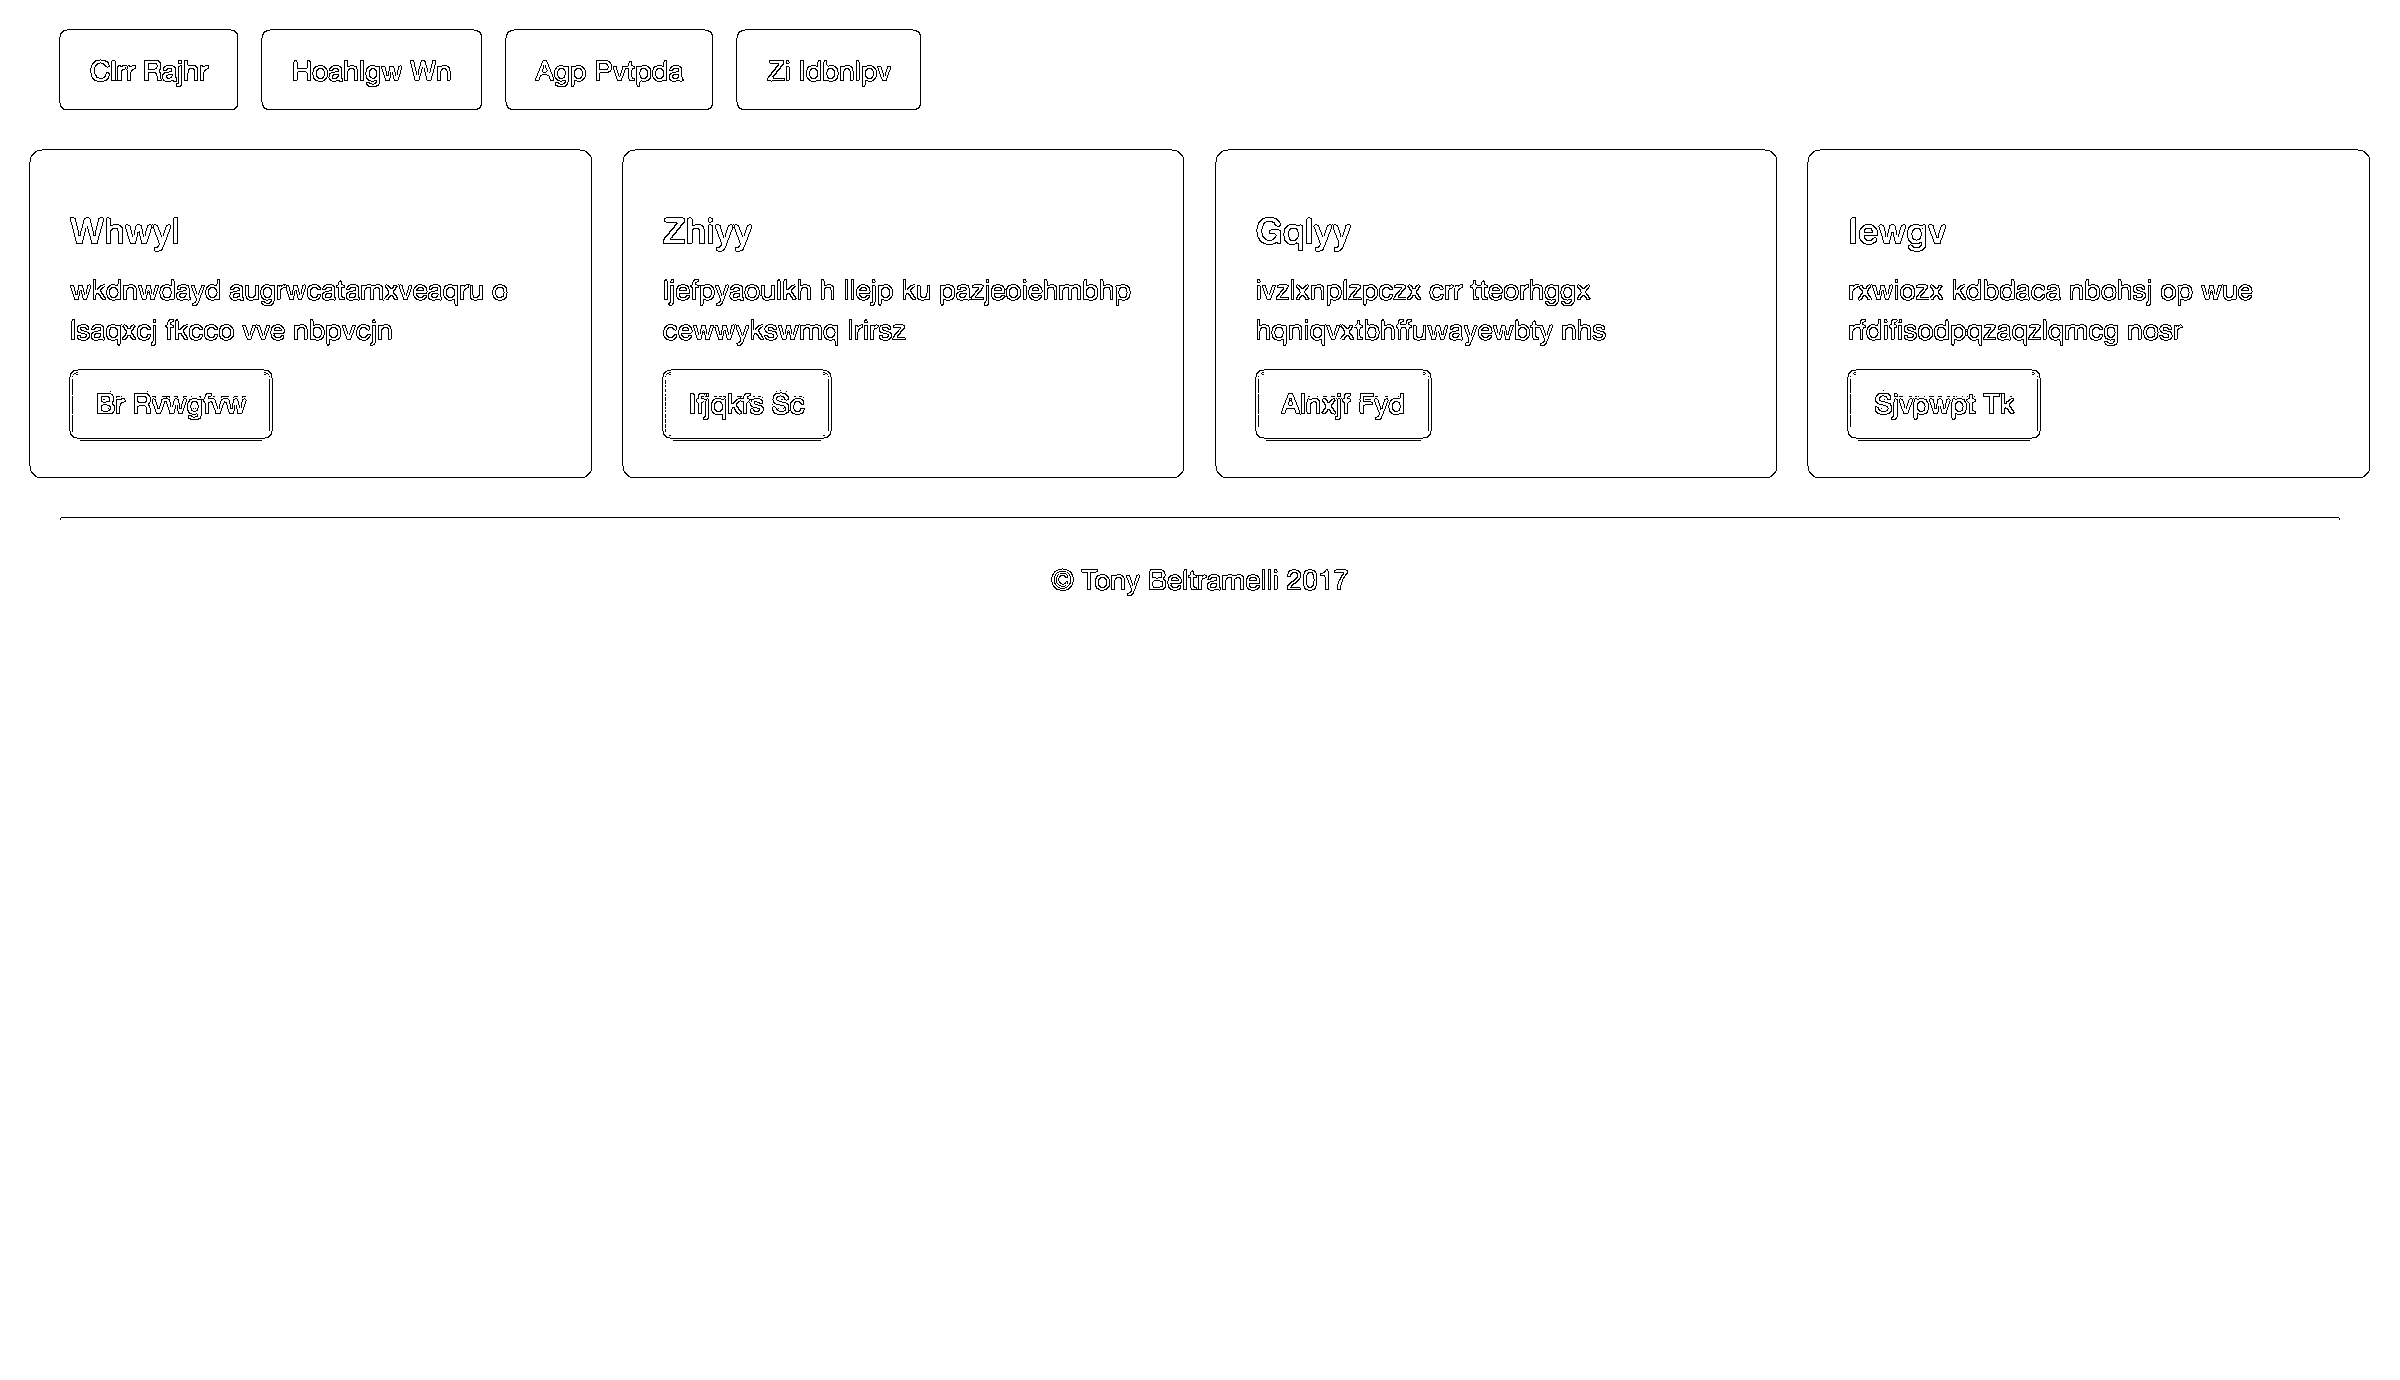 Clrr Rajhr
Hoahlgw Wn
Agp Pvtpda
Zi Idbnlpv
Whwyl
wkdnwdayd augrwcatamxveaqru o
lsaqxcj fkcco vve nbpvcjn
Br Rvwgfvw
Zhiyy
ljefpyaoulkh h llejp ku pazjeoiehmbhp
cewwykswmq lrirsz
Ifjqkfs Sc
Gqlyy
ivzlxnplzpczx crr tteorhggx
hqniqvxtbhffuwayewbty nhs
Alnxjf Fyd
Iewgv
rxwiozx kdbdaca nbohsj op wue
rfdifisodpqzaqzlqmcg nosr
Sjvpwpt Tk
© Tony Beltramelli 2017